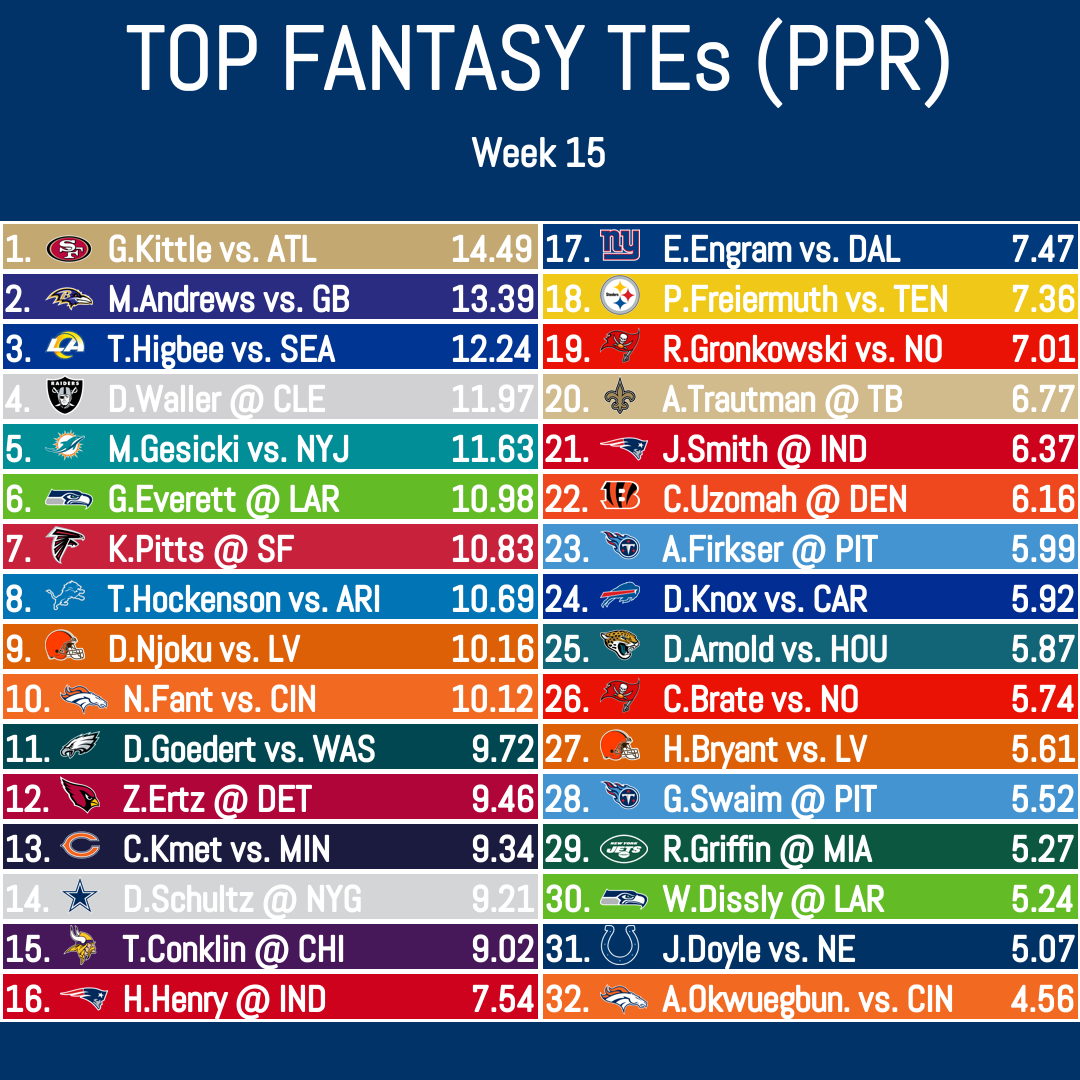 TOP FANTASY TEs (PPR)
Week 15
1. G.Kittle vs. ATL 14.49
2. M.Andrews vs. GB 13.39
3. T.Higbee vs. SEA 12.24
4. D.Waller @ CLE 11.97
5. M.Gesicki vs. NYJ 11.63
6. G.Everett @ LAR 10.98
7. K.Pitts @ SF 10.83
8. T.Hockenson vs. ARI 10.69
9. D.Njoku vs. LV 10.16
10. N.Fant vs. CIN 10.12
11. D.Goedert vs. WAS 9.72
12. Z.Ertz @ DET 9.46
13. C.Kmet vs. MIN 9.34
14. D.Schultz @ NYG 9.21
15. T.Conklin @ CHI 9.02
16. H.Henry @ IND 7.54
17. E.Engram vs. DAL 7.47
18. P.Freiermuth vs. TEN 7.36
19. R.Gronkowski vs. NO 7.01
20. A.Trautman @ TB 6.77
21. J.Smith @ IND 6.37
22. C.Uzomah @ DEN 6.16
23. A.Firkser @ PIT 5.99
24. D.Knox vs. CAR 5.92
25. D.Arnold vs. HOU 5.87
26. C.Brate vs. NO 5.74
27. H.Bryant vs. LV 5.61
28. G.Swaim @ PIT 5.52
29. R.Griffin @ MIA 5.27
30. W.Dissly @ LAR 5.24
31. J.Doyle vs. NE 5.07
32. A.Okwuegbun. vs. CIN 4.56